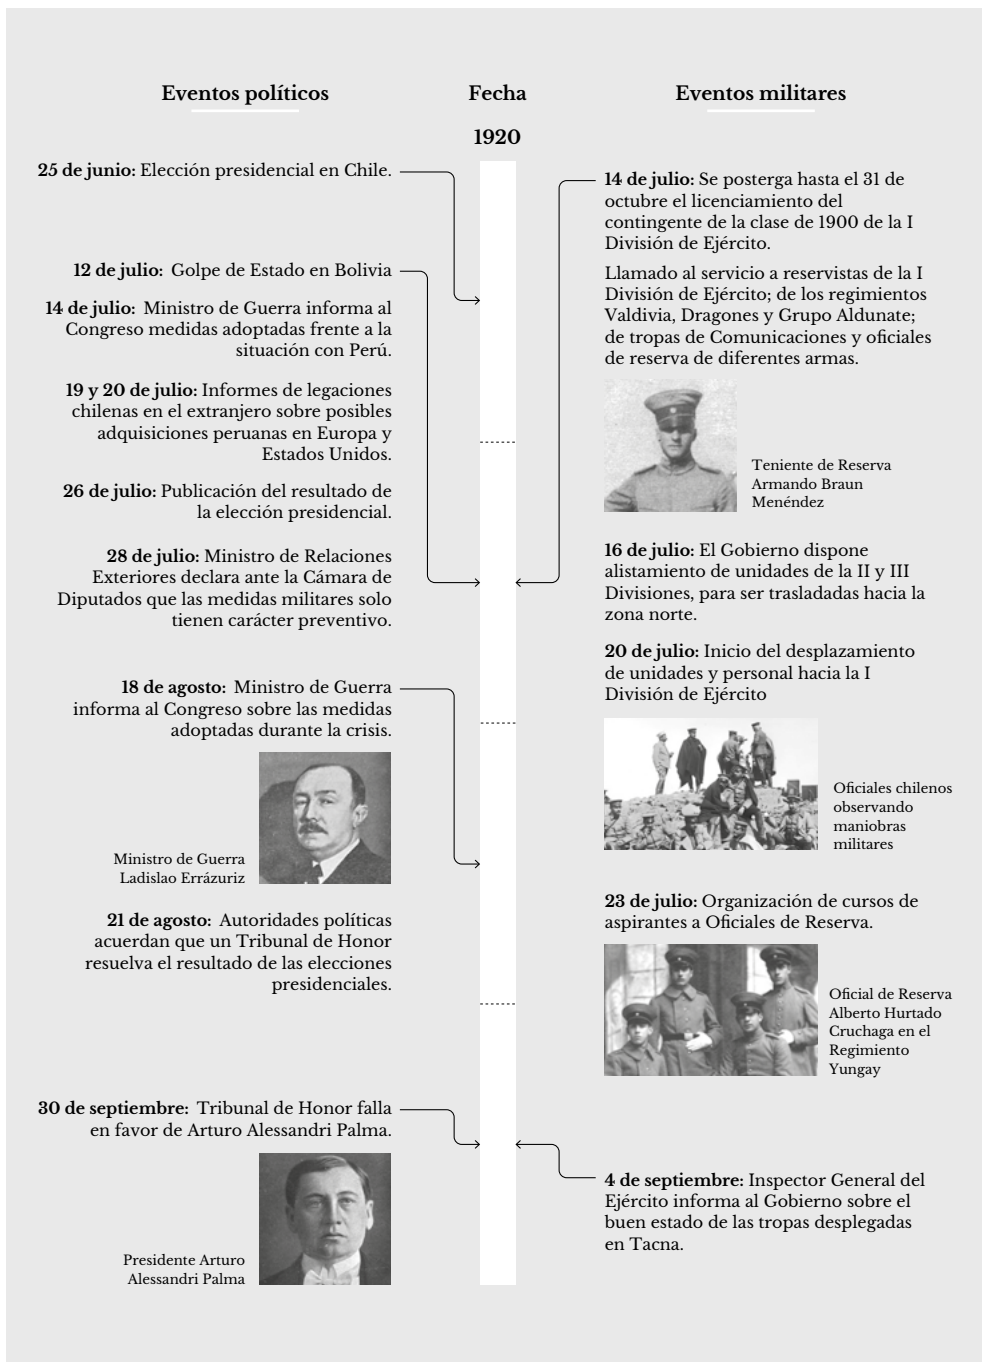 Eventos políticos
Fecha
Eventos militares
1920
25 de junio: Elección presidencial en Chile.
12 de julio: Golpe de Estado en Bolivia
14 de julio: Ministro de Guerra informa al
Congreso medidas adoptadas frente a la
situación con Perú.
19 y 20 de julio: Informes de legaciones
chilenas en el extranjero sobre posibles
adquisiciones peruanas en Europa y
Estados Unidos.
26 de julio: Publicación del resultado de
la elección presidencial.
28 de julio: Ministro de Relaciones
Exteriores declara ante la Cámara de
Diputados que las medidas militares solo
tienen carácter preventivo.
18 de agosto: Ministro de Guerra
informa al Congreso sobre las medidas
adoptadas durante la crisis.
Ministro de Guerra
Ladislao Errázuriz
21 de agosto: Autoridades políticas
acuerdan que un Tribunal de Honor
resuelva el resultado de las elecciones
presidenciales.
30 de septiembre: Tribunal de Honor falla
en favor de Arturo Alessandri Palma.
Presidente Arturo
Alessandri Palma
14 de julio: Se posterga hasta el 31 de
octubre el licenciamiento del
contingente de la clase de 1900 de la I
División de Ejército.
Llamado al servicio a reservistas de la I
División de Ejército; de los regimientos
Valdivia, Dragones y Grupo Aldunate;
de tropas de Comunicaciones y oficiales
de reserva de diferentes armas.
Teniente de Reserva
Armando Braun
Menéndez
16 de julio: El Gobierno dispone
alistamiento de unidades de la II y III
Divisiones, para ser trasladadas hacia la
zona norte.
20 de julio: Inicio del desplazamiento
de unidades y personal hacia la I
División de Ejército
Oficiales chilenos
observando
maniobras
militares
23 de julio: Organización de cursos de
aspirantes a Oficiales de Reserva.
Oficial de Reserva
Alberto Hurtado
Cruchaga en el
Regimiento
Yungay
4 de septiembre: Inspector General del
Ejército informa al Gobierno sobre el
buen estado de las tropas desplegadas
en Tacna.